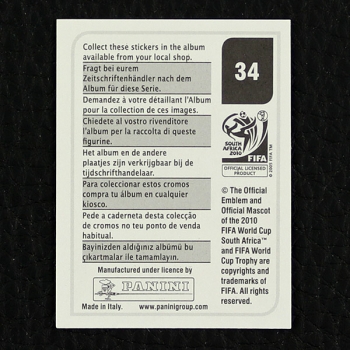 Collect these stickers in the album
available from your local shop.
Fragt bei eurem
Zeitschriftenhändler nach dem
Album für diese Serie.
Demandez à votre détaillant l'Album
pour la collection de ces images.
Chiedete al vostro rivenditore
l'album per la raccolta di queste
figurine.
Het album en de andere
plaatjes zijn verkrijgbaar bij de
tijdschrifthandelaar.
Para coleccionar estos cromos
compra tu álbum en cualquier
kiosco.
Pede a caderneta desta colecção
de cromos no teu ponto de venda
habitual.
Bayinizden aldığınız albümü bu
çıkartmalar ile tamamlayın.
Manufactured under licence by
PANINI
Made in Italy. www.paninigroup.com
34
SOUTH AFRICA
2010
FIFA
© 2005 FIFA TM
OFFICIAL LICENSED
PRODUCT
© The Official
Emblem and
Official Mascot
of the 2010
FIFA World Cup
South Africa™
and FIFA World
Cup Trophy are
copyrights and
trademarks of
FIFA. All rights
reserved.